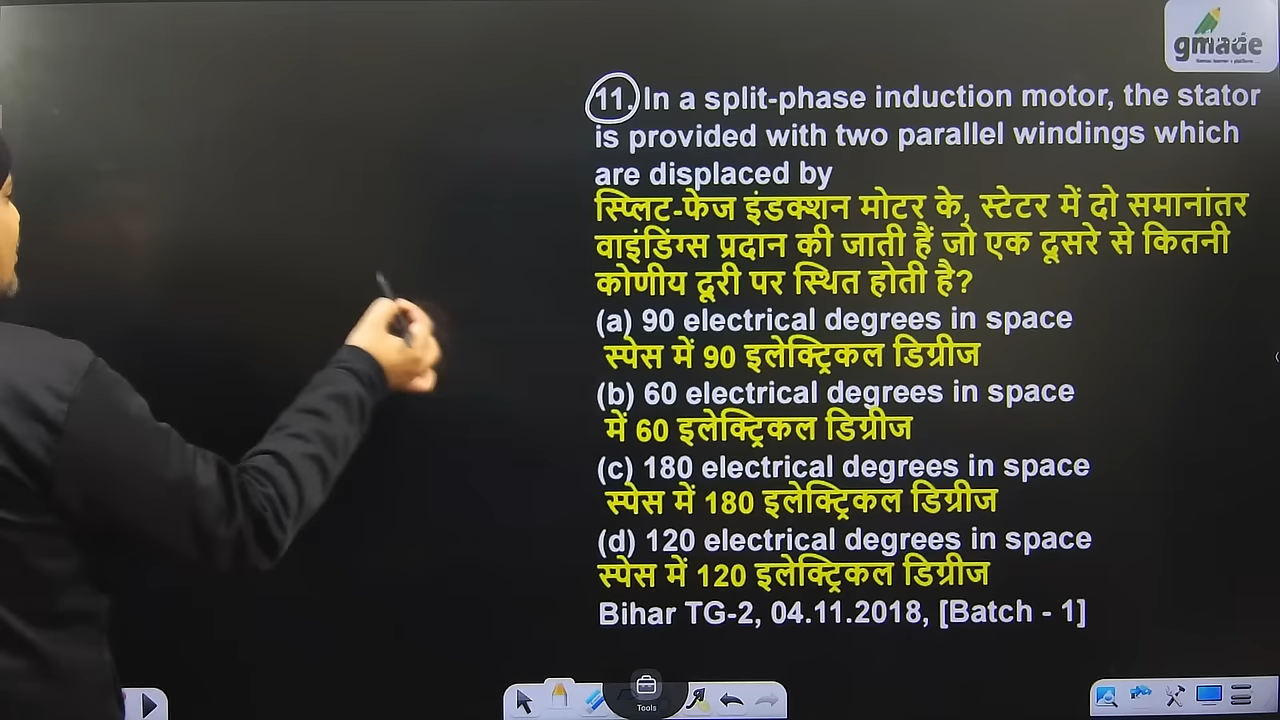 gmade
11. In a split-phase induction motor, the stator
is provided with two parallel windings which
are displaced by
स्प्लिट-फेज इंडक्शन मोटर के, स्टेटर में दो समानांतर
वाइंडिंग्स प्रदान की जाती हैं जो एक दूसरे से कितनी
कोणीय दूरी पर स्थित होती है?
(a) 90 electrical degrees in space
स्पेस में 90 इलेक्ट्रिकल डिग्रीज
(b) 60 electrical degrees in space
में 60 इलेक्ट्रिकल डिग्रीज
(c) 180 electrical degrees in space
स्पेस में 180 इलेक्ट्रिकल डिग्रीज
(d) 120 electrical degrees in space
स्पेस में 120 इलेक्ट्रिकल डिग्रीज
Bihar TG-2, 04.11.2018, [Batch - 1]
Tools